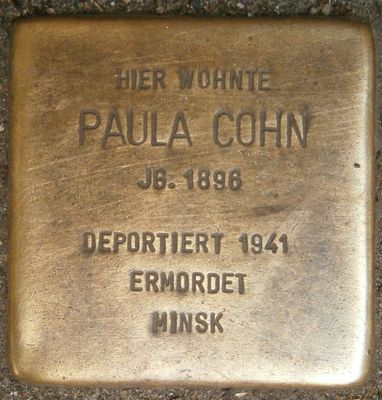 HIER WOHNTE
PAULA COHN
JG. 1896
DEPORTIERT 1941
ERMORDET
MINSK